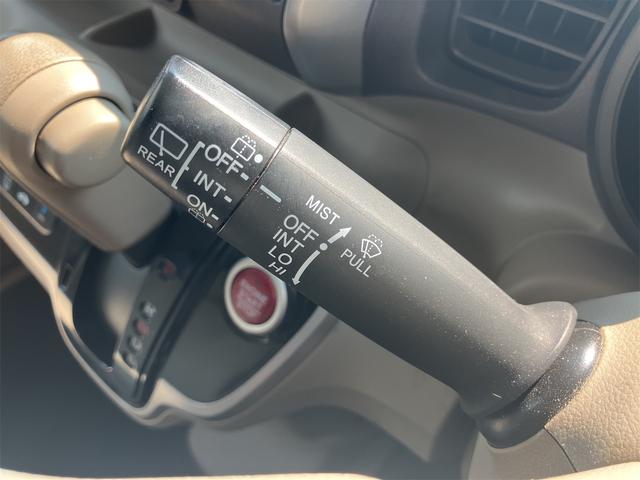 REAR
OFF
INT
ON
MIST
OFF
INT
LO
HI
PULL